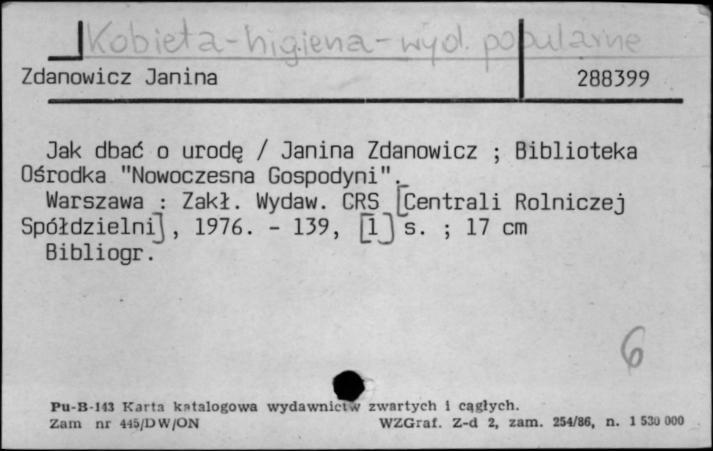 Kobieta - higiena - wyd. popularne
Zdanowicz Janina 288399
Jak dbać o urodę / Janina Zdanowicz ; Biblioteka
Ośrodka "Nowoczesna Gospodyni".
Warszawa : Zakł. Wydaw. CRS [Centrali Rolniczej
Spółdzielni], 1976. - 139, [1] s. ; 17 cm
Bibliogr.
6
Pu-B-143 Karta katalogowa wydawnictw zwartych i ciągłych.
Zam nr 445/DW/ON WZGraf. Z-d 2, zam. 254/86, n. 1 530 000